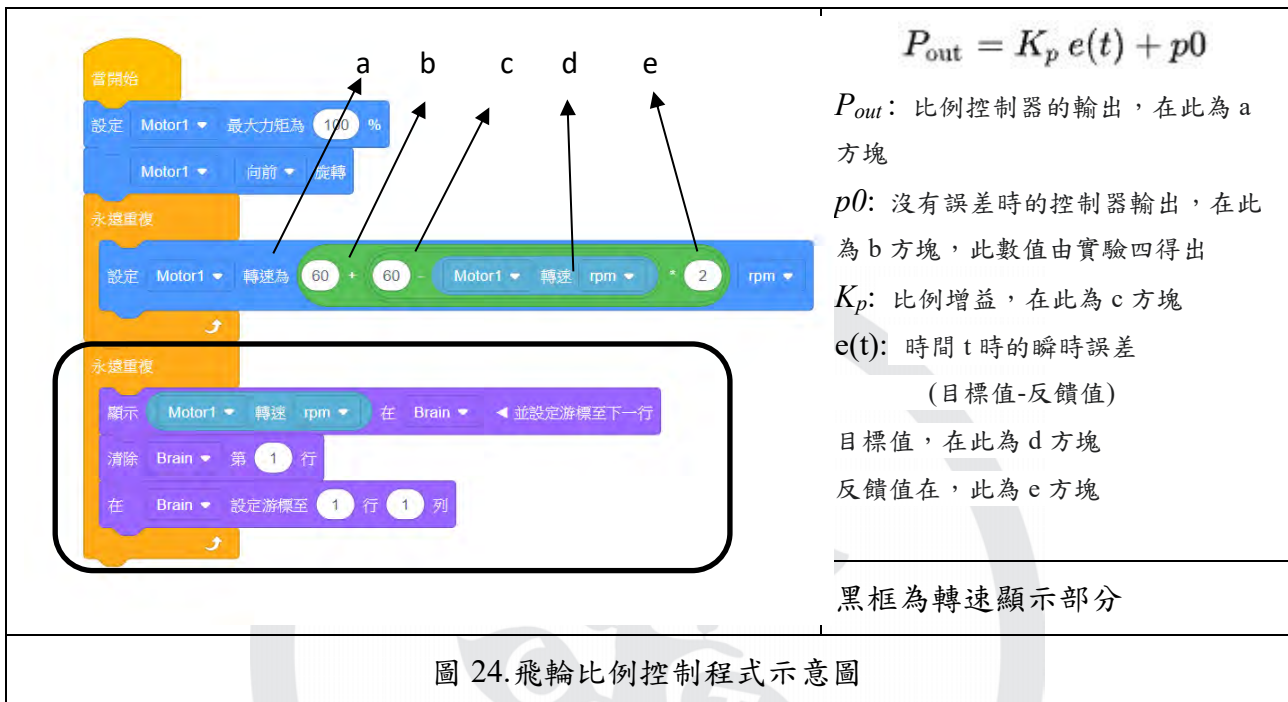 a b c d e
當開始
設定 Motor1 最大力矩為 100 %
Motor1 向前 旋轉
永遠重複
設定 Motor1 轉速為 60 + 60 - Motor1 轉速 rpm * 2 rpm
永遠重複
顯示 Motor1 轉速 rpm 在 Brain ◀ 並設定游標至下一行
清除 Brain 第 1 行
在 Brain 設定游標至 1 行 1 列
P_out = K_p e(t) + p0
P_out: 比例控制器的輸出,在此為 a
方塊
p0: 沒有誤差時的控制器輸出,在此
為 b 方塊,此數值由實驗四得出
K_p: 比例增益,在此為 c 方塊
e(t): 時間 t 時的瞬時誤差
(目標值-反饋值)
目標值,在此為 d 方塊
反饋值在,此為 e 方塊
黑框為轉速顯示部分
圖 24.飛輪比例控制程式示意圖